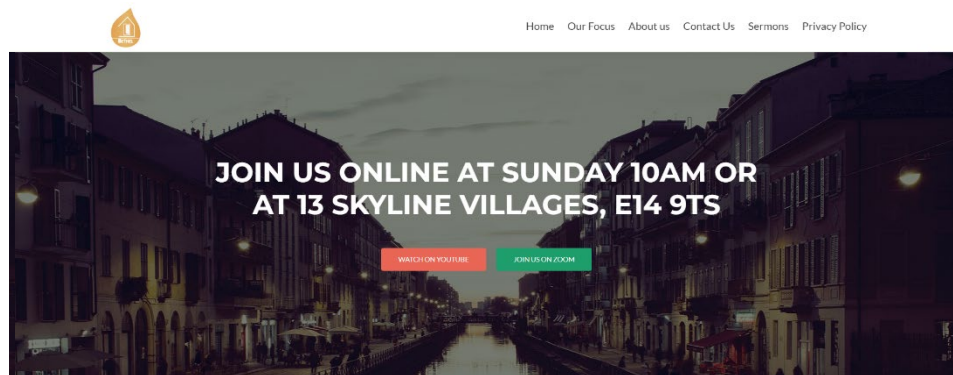 Home Our Focus About us Contact Us Sermons Privacy Policy
JOIN US ONLINE AT SUNDAY 10AM OR
AT 13 SKYLINE VILLAGES, E14 9TS
WATCH ON YOUTUBE JOIN US ON ZOOM